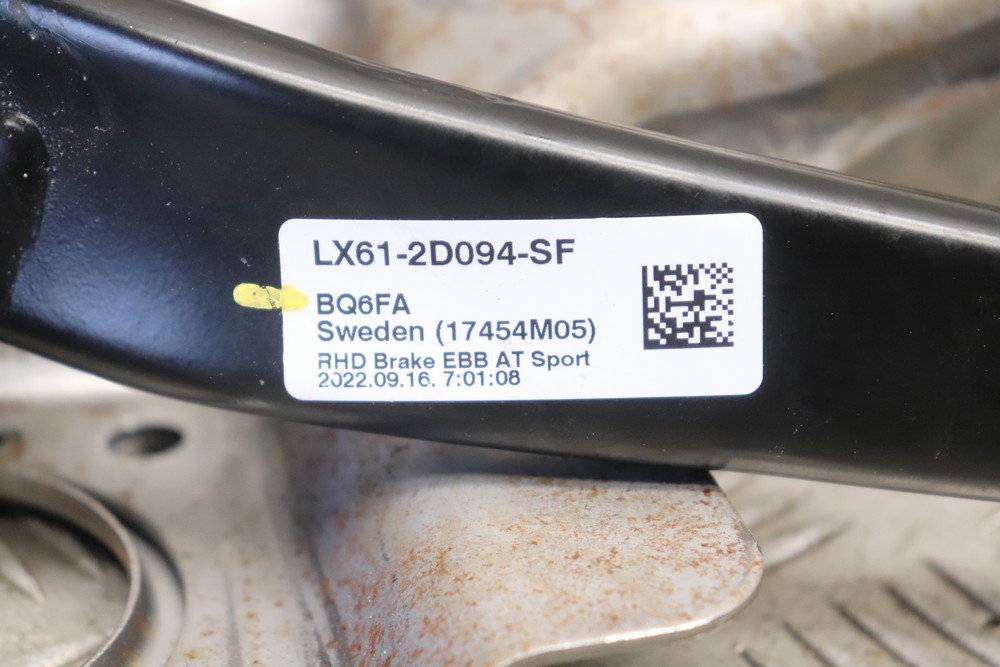 LX61-2D094-SF
BQ6FA
Sweden (17454M05)
RHD Brake EBB AT Sport
2022.09.16. 7:01:08